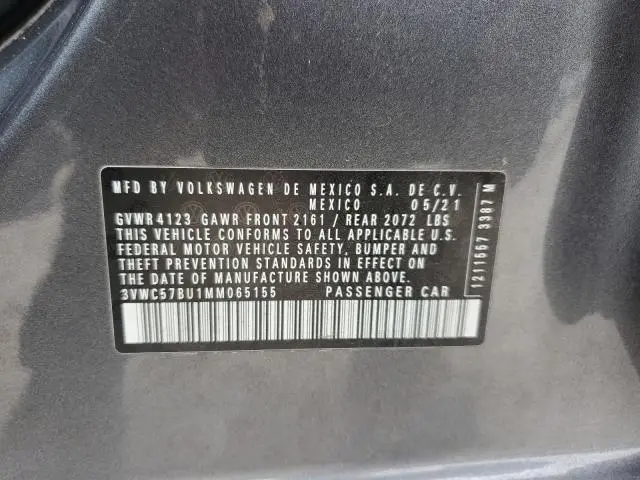 MFD BY VOLKSWAGEN DE MEXICO S.A. DE C.V.
MEXICO 05/21
GVWR 4123 GAWR FRONT 2161 / REAR 2072 LBS
THIS VEHICLE CONFORMS TO ALL APPLICABLE U.S.
FEDERAL MOTOR VEHICLE SAFETY, BUMPER AND
THEFT PREVENTION STANDARDS IN EFFECT ON
THE DATE OF MANUFACTURE SHOWN ABOVE.
3VWC57BU1MM065155 PASSENGER CAR
1211557 3387 M